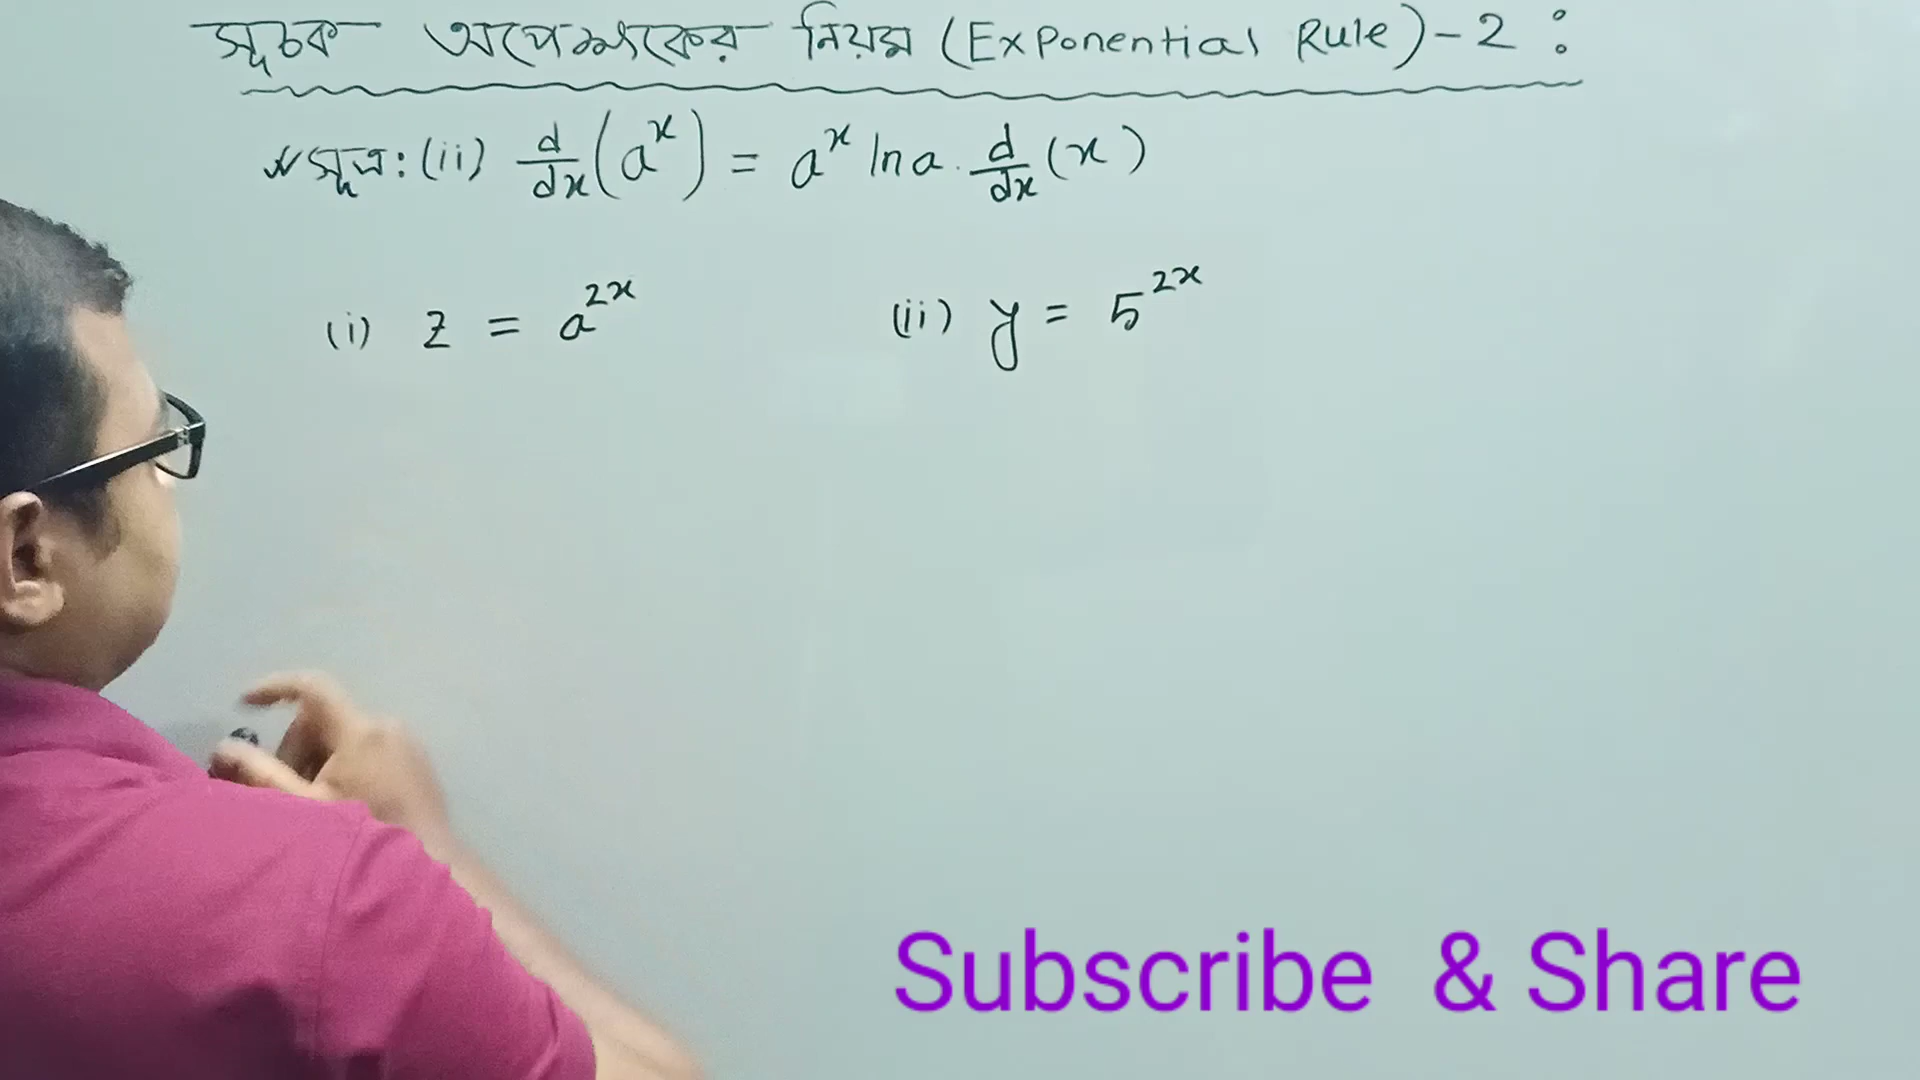 সূচক অপেক্ষকের নিয়ম (Exponential Rule)-2 :
সূত্র: (ii) d/dx (a^x) = a^x ln a . d/dx (x)
(i) z = a^2x (ii) y = 5^2x
Subscribe & Share